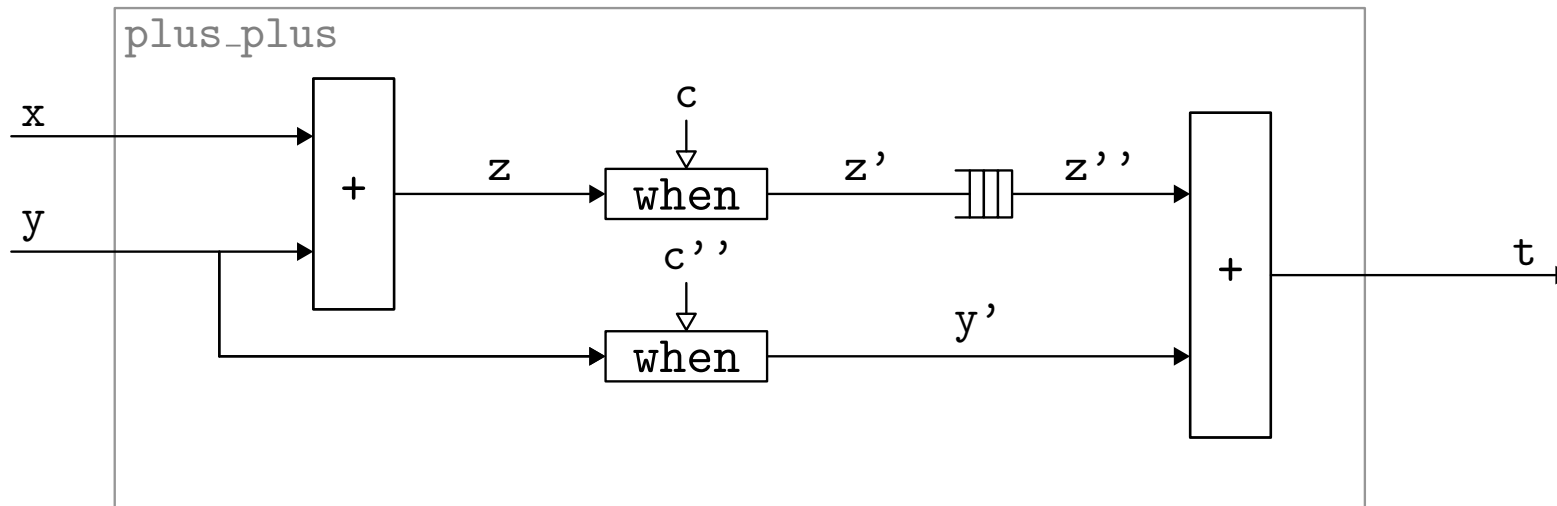 plus_plus
x
c
z
when
z'
z''
+
y
c''
t
+
y'
when